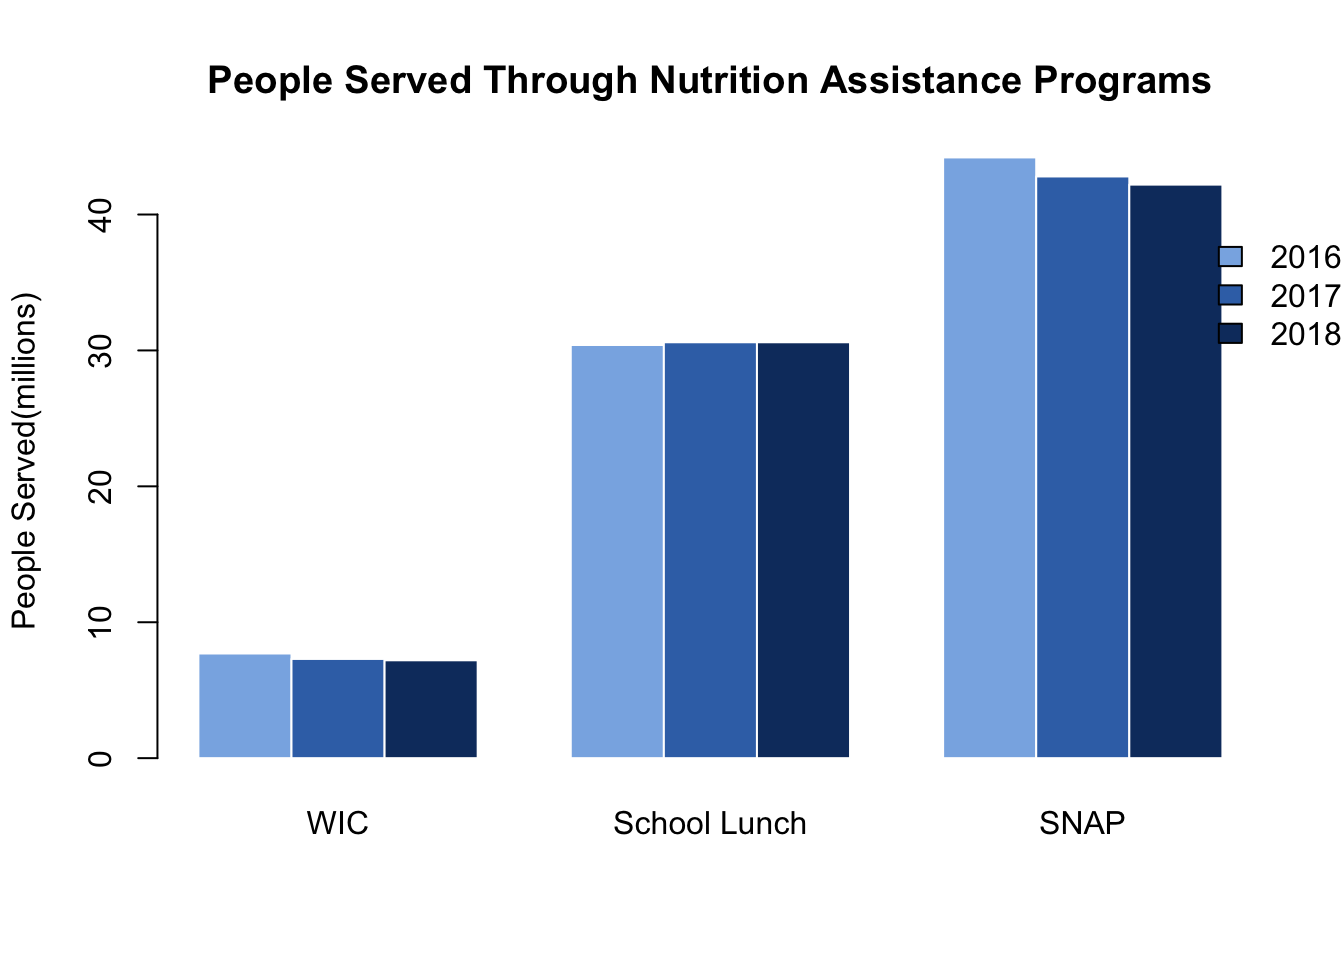 People Served Through Nutrition Assistance Programs
People Served(millions)
40
30
20
10
0
2016
2017
2018
WIC
School Lunch
SNAP